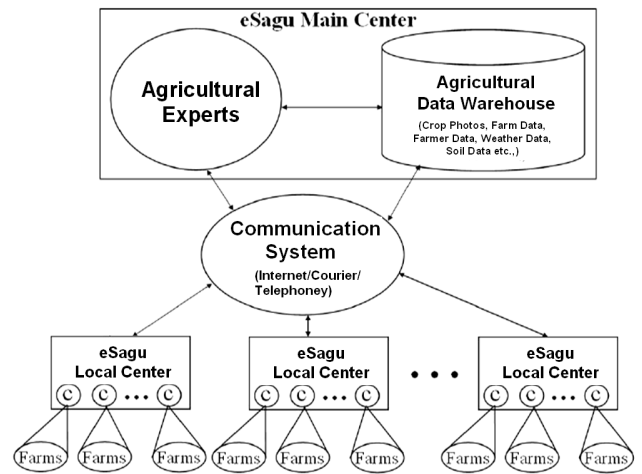 eSagu Main Center
Agricultural
Experts
Agricultural
Data Warehouse
(Crop Photos, Farm Data,
Farmer Data, Weather Data,
Soil Data etc.,)
Communication
System
(Internet/Courier/
Telephoney)
eSagu
Local Center
C C ... C
Farms Farms Farms
eSagu
Local Center
C C ... C
Farms Farms Farms
. . .
eSagu
Local Center
C C ... C
Farms Farms Farms